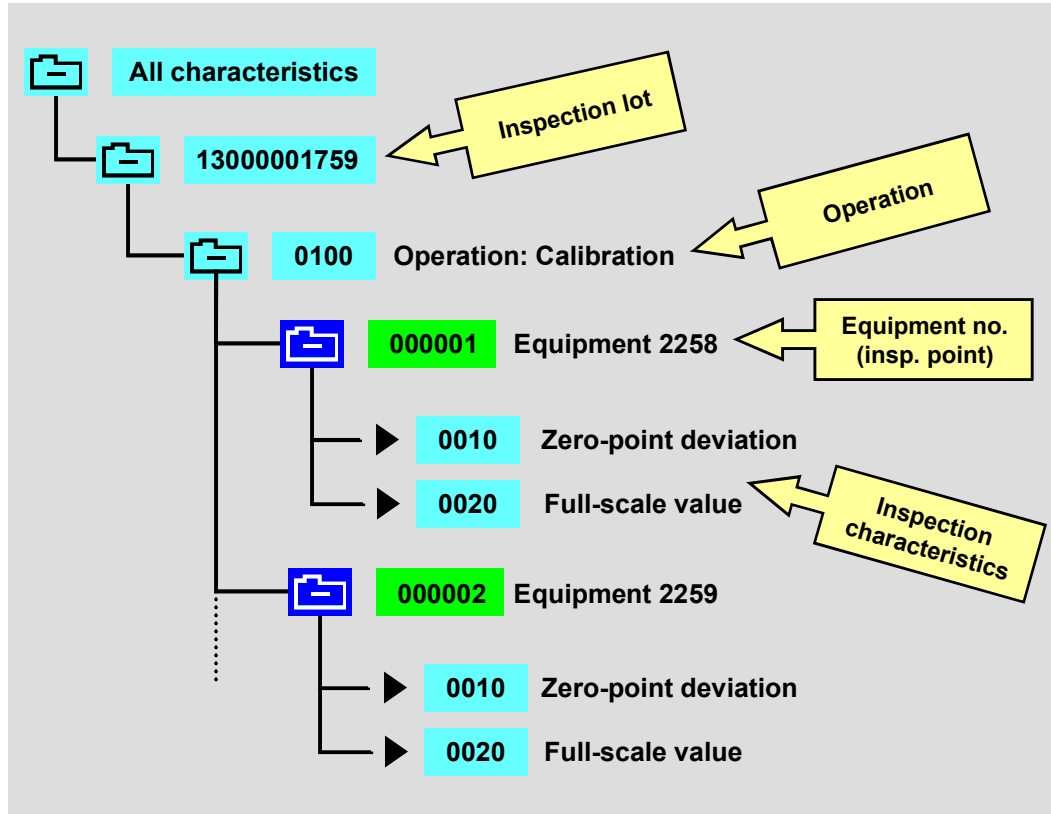 All characteristics
Inspection lot
13000001759
Operation
0100 Operation: Calibration
000001 Equipment 2258
Equipment no.
(insp. point)
0010 Zero-point deviation
0020 Full-scale value
Inspection
characteristics
000002 Equipment 2259
0010 Zero-point deviation
0020 Full-scale value